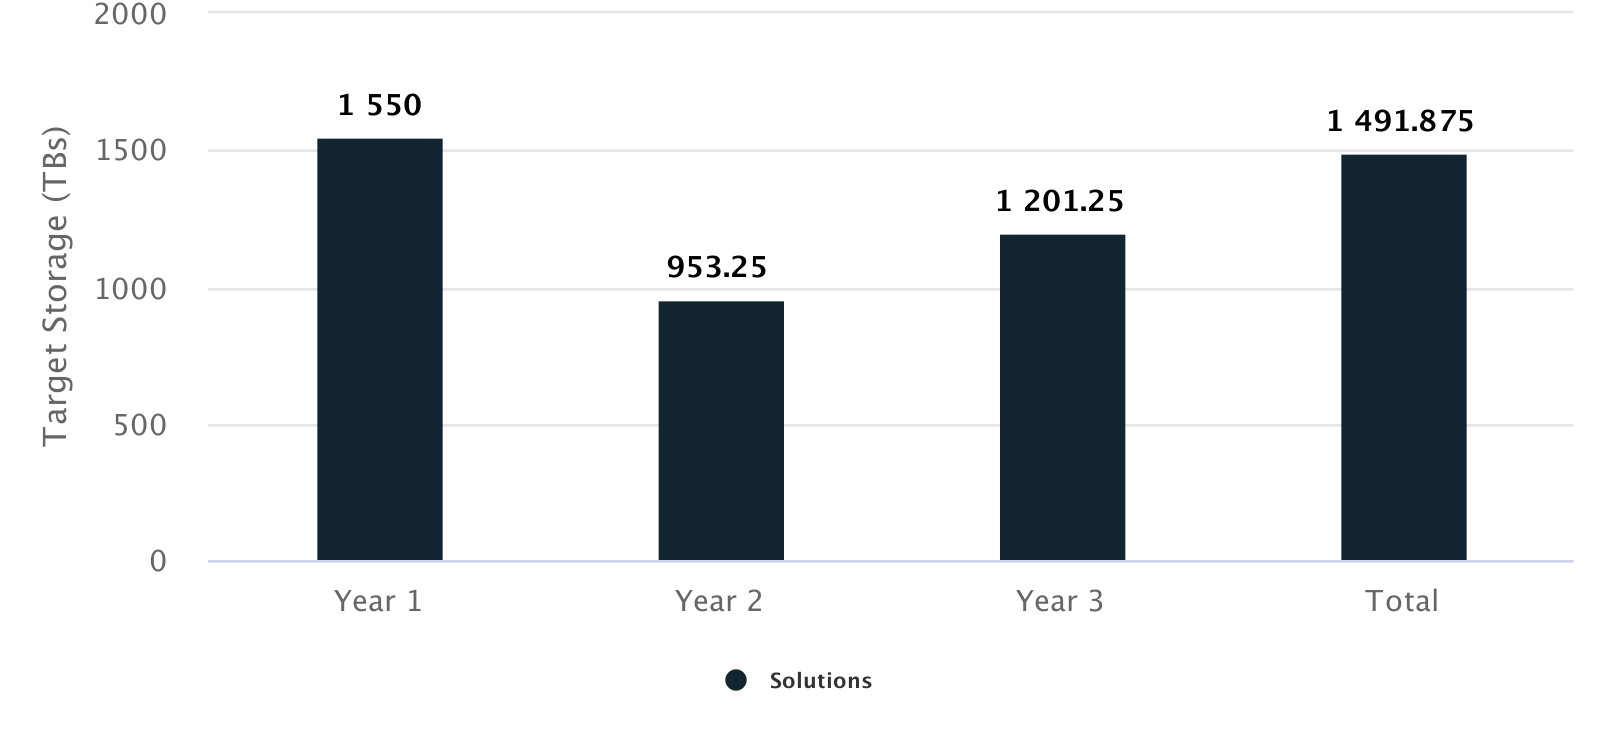 Target Storage (TBs)
2000
1500
1000
500
0
1 550
953.25
1 201.25
1 491.875
Year 1
Year 2
Year 3
Total
Solutions